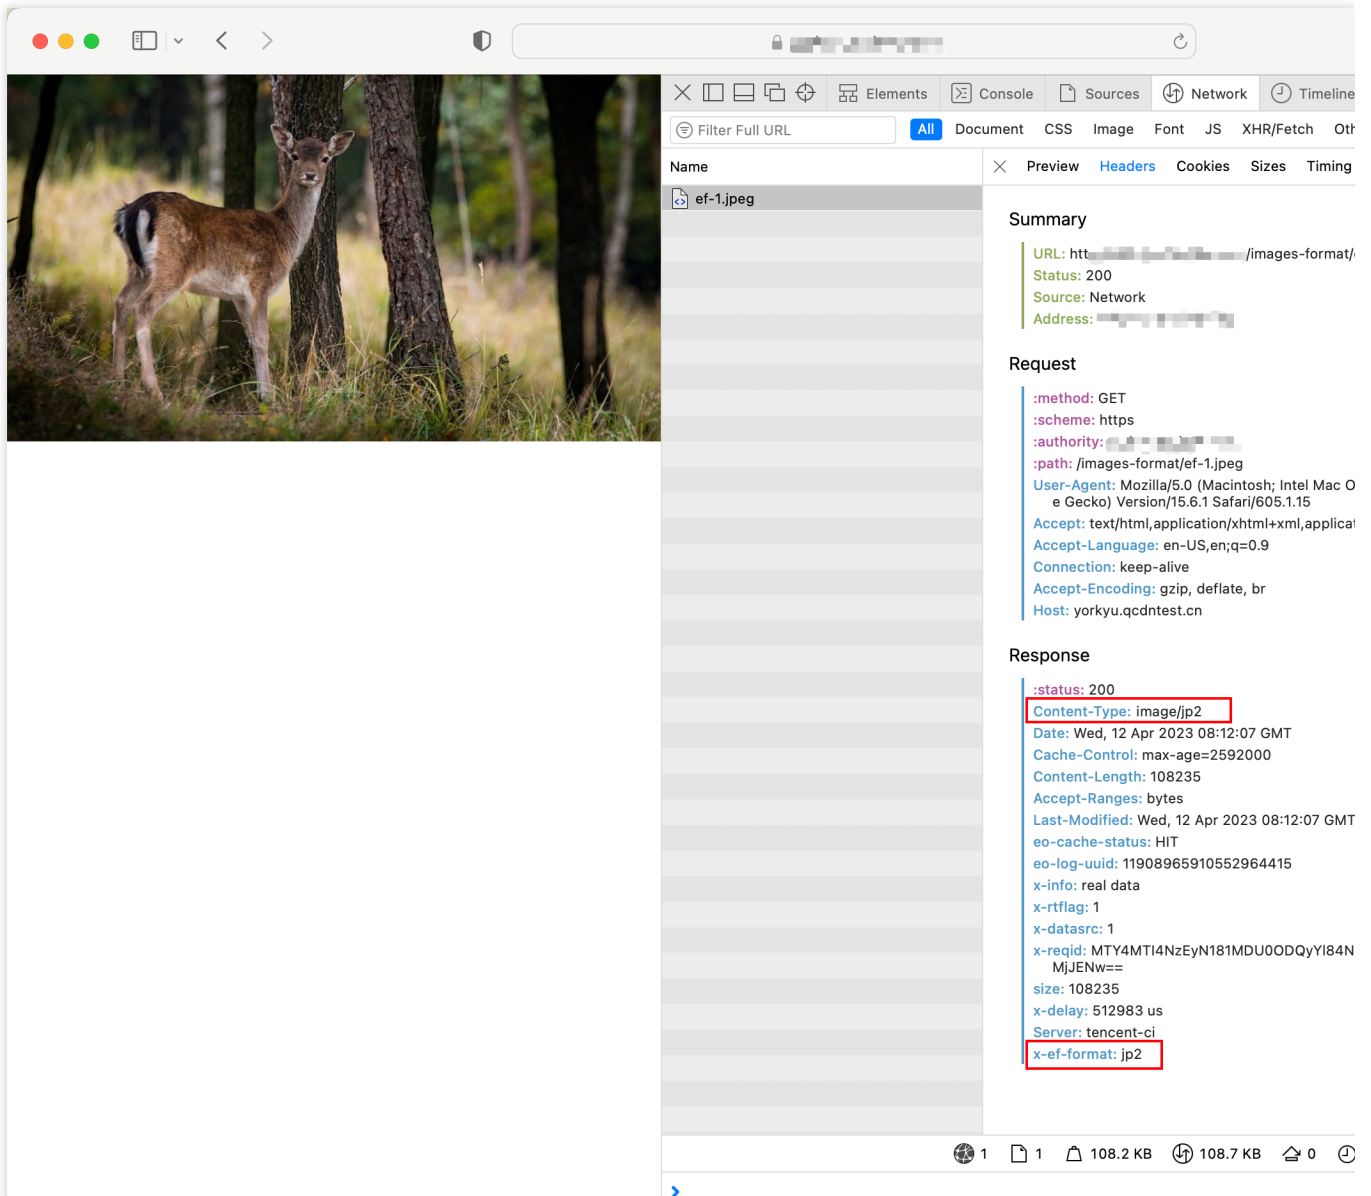 Elements
Console
Sources
Network
Timeline
Filter Full URL
All
Document
CSS
Image
Font
JS
XHR/Fetch
Oth
Name
Preview
Headers
Cookies
Sizes
Timing
ef-1.jpeg
Summary
URL: htt /images-format/
Status: 200
Source: Network
Address:
Request
:method: GET
:scheme: https
:authority:
:path: /images-format/ef-1.jpeg
User-Agent: Mozilla/5.0 (Macintosh; Intel Mac O
e Gecko) Version/15.6.1 Safari/605.1.15
Accept: text/html,application/xhtml+xml,applicat
Accept-Language: en-US,en;q=0.9
Connection: keep-alive
Accept-Encoding: gzip, deflate, br
Host: yorkyu.qcdntest.cn
Response
:status: 200
Content-Type: image/jp2
Date: Wed, 12 Apr 2023 08:12:07 GMT
Cache-Control: max-age=2592000
Content-Length: 108235
Accept-Ranges: bytes
Last-Modified: Wed, 12 Apr 2023 08:12:07 GMT
eo-cache-status: HIT
eo-log-uuid: 11908965910552964415
x-info: real data
x-rtflag: 1
x-datasrc: 1
x-reqid: MTY4MTI4NzEyN181MDU0ODQyYl84N
MjJENw==
size: 108235
x-delay: 512983 us
Server: tencent-ci
x-ef-format: jp2
1
1
108.2 KB
108.7 KB
0